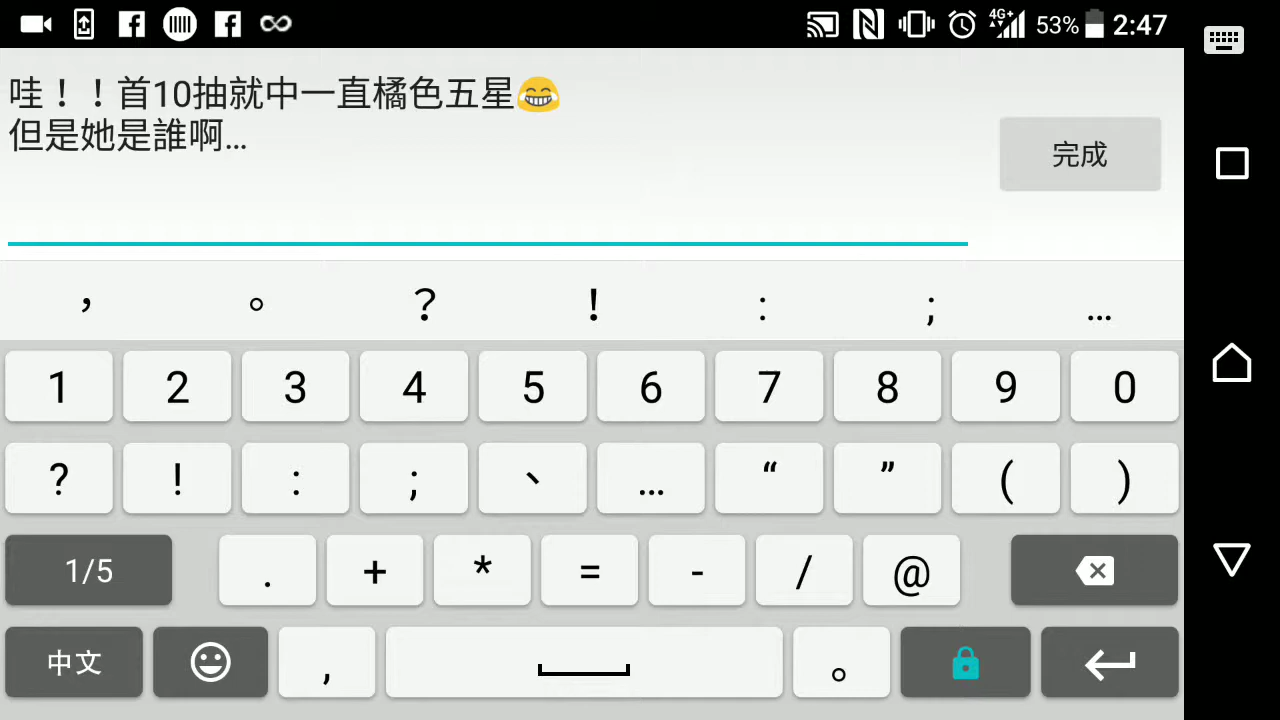 4G+ 53% 2:47
哇！！首10抽就中一直橘色五星😂
但是她是誰啊…
完成
， 。 ？ ！ : ; …
1 2 3 4 5 6 7 8 9 0
? ! : ; 、 … “ ” ( )
1/5 . + * = - / @
中文 , 。